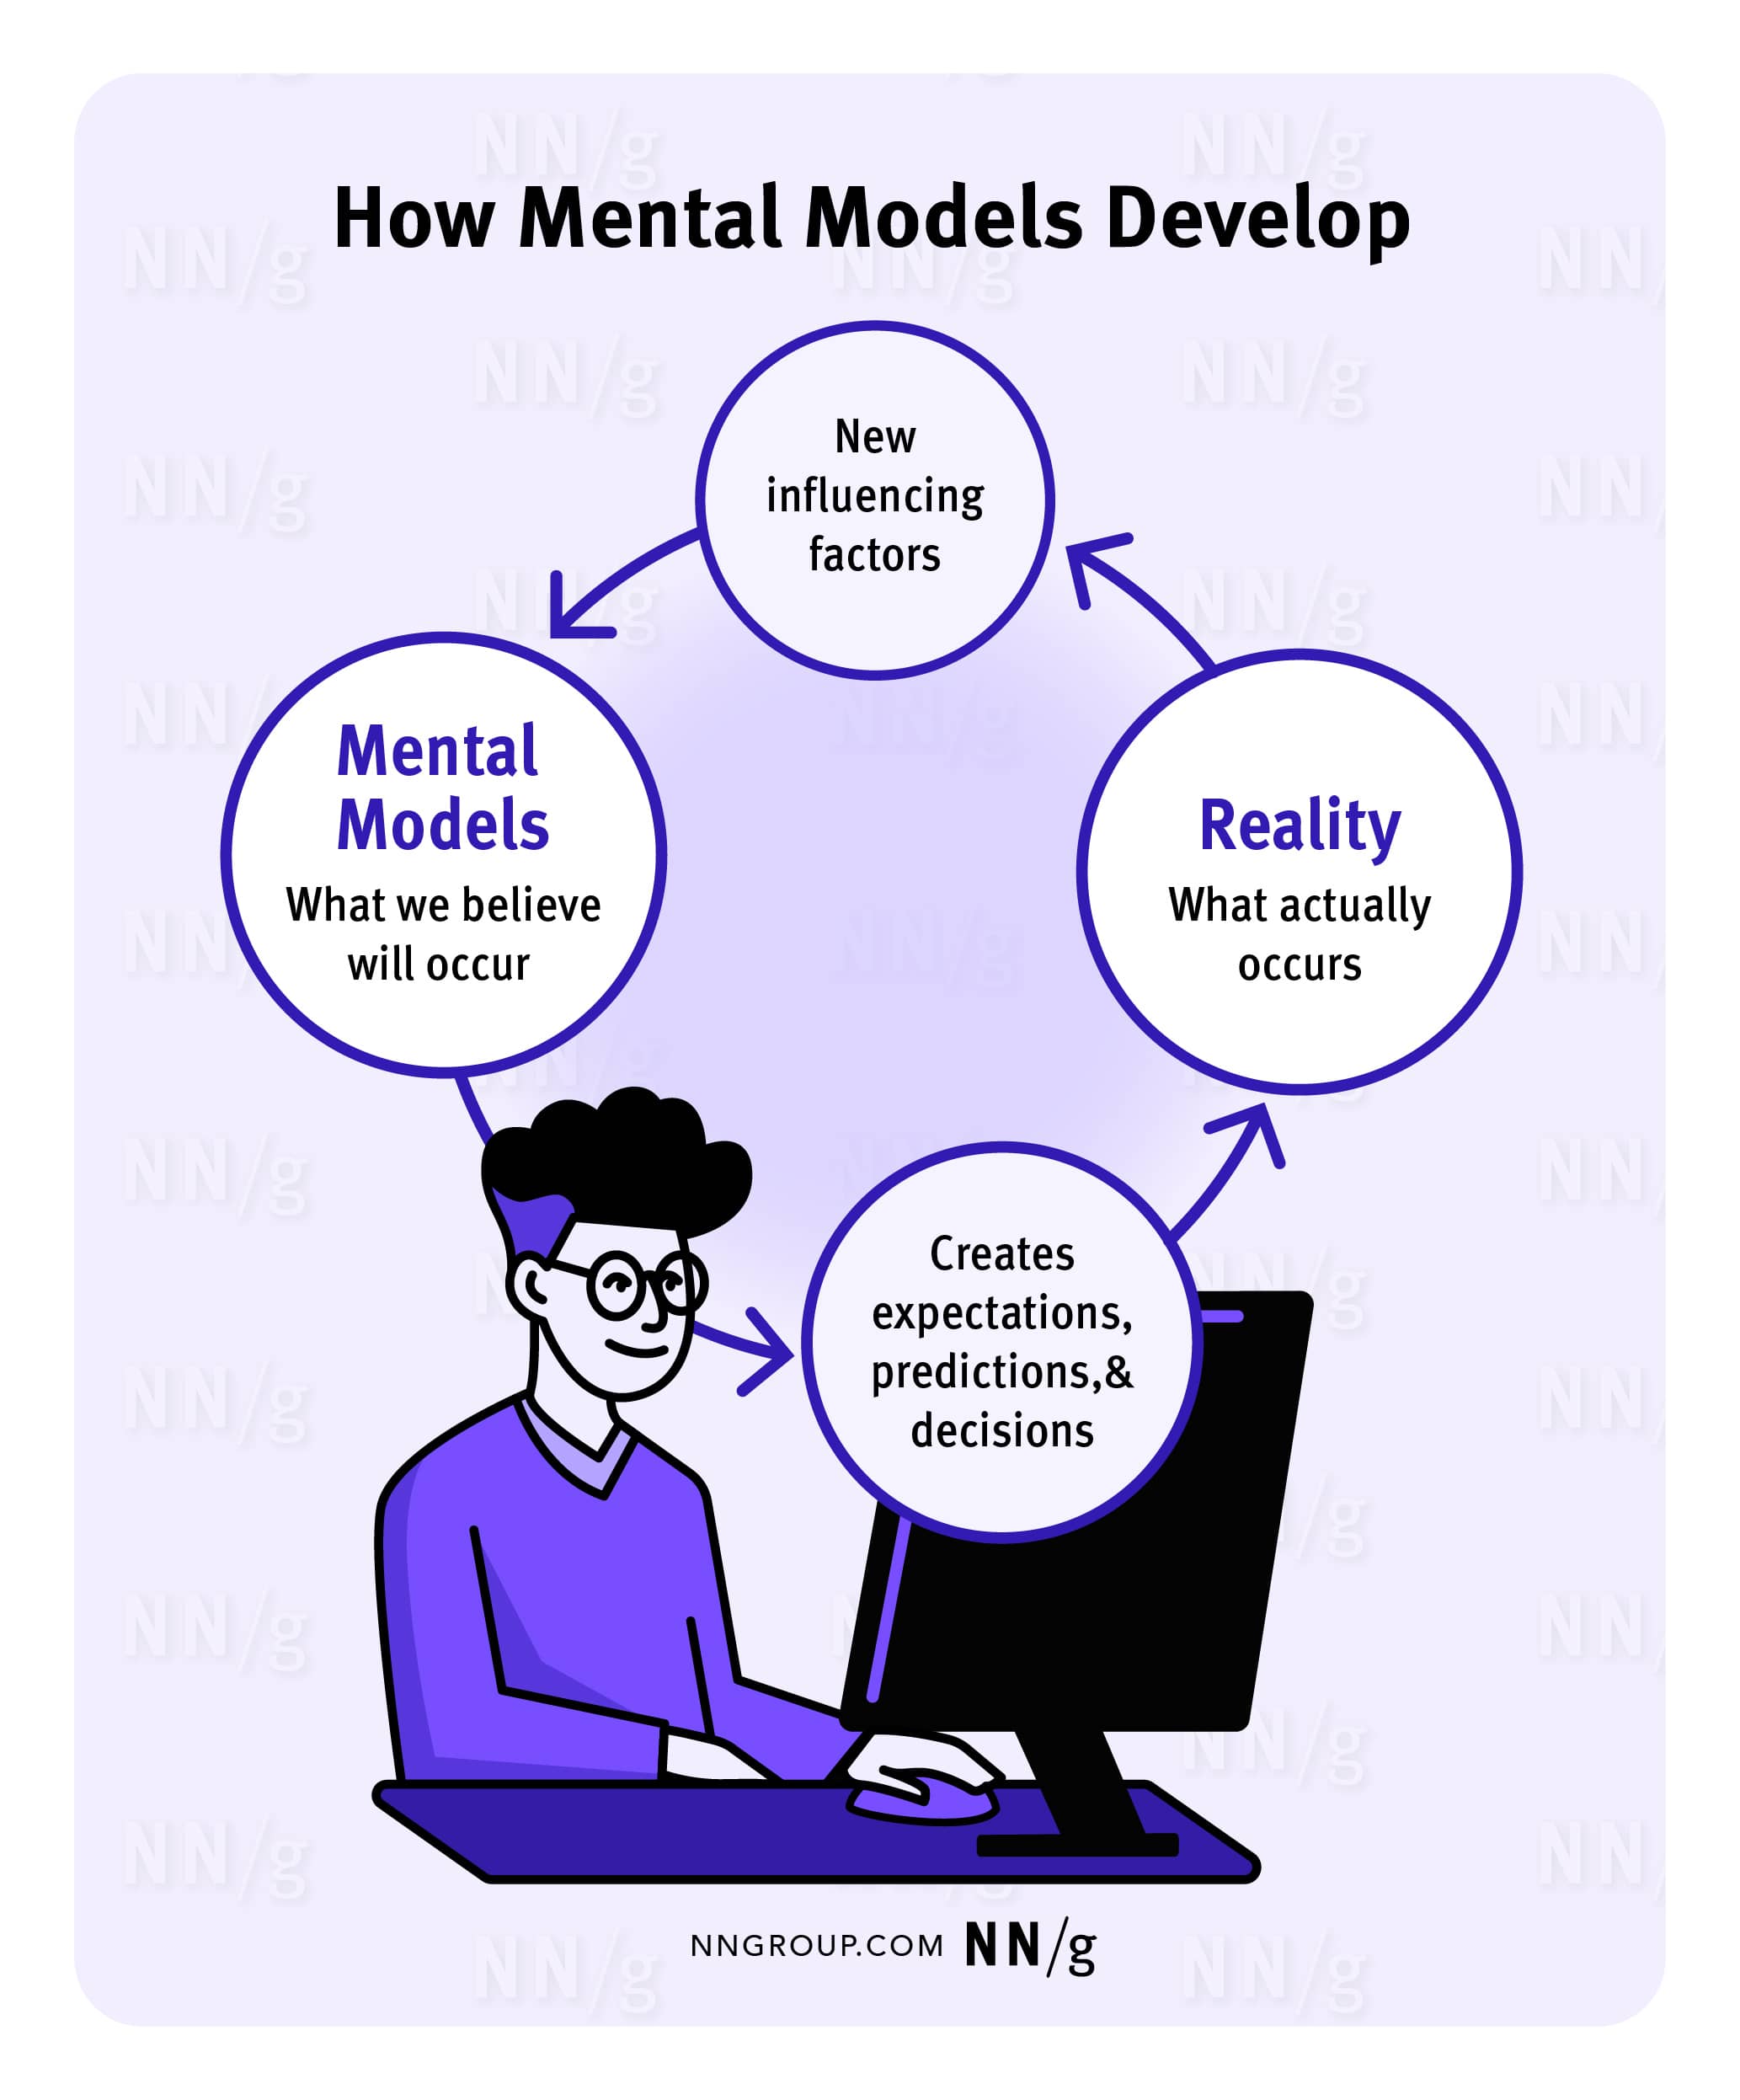 How Mental Models Develop
New
influencing
factors
Mental
Models
What we believe
will occur
Reality
What actually
occurs
Creates
expectations,
predictions,&
decisions
NNGROUP.COM NN/g